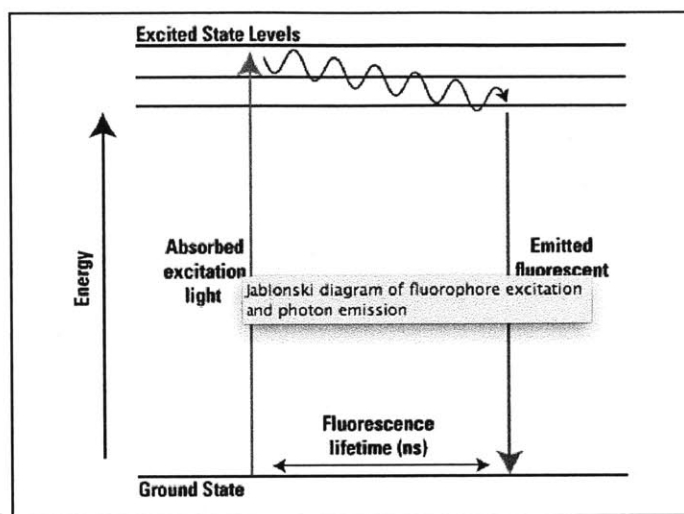 Excited State Levels
Energy
Absorbed
excitation
light
Emitted
fluorescent
Jablonski diagram of fluorophore excitation
and photon emission
Fluorescence
lifetime (ns)
Ground State